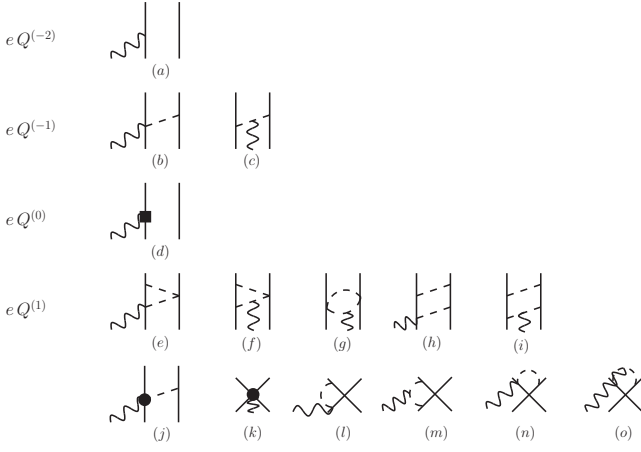 e Q^(−2)
(a)
e Q^(−1)
(b) (c)
e Q^(0)
(d)
e Q^(1)
(e) (f) (g) (h) (i)
(j) (k) (l) (m) (n) (o)